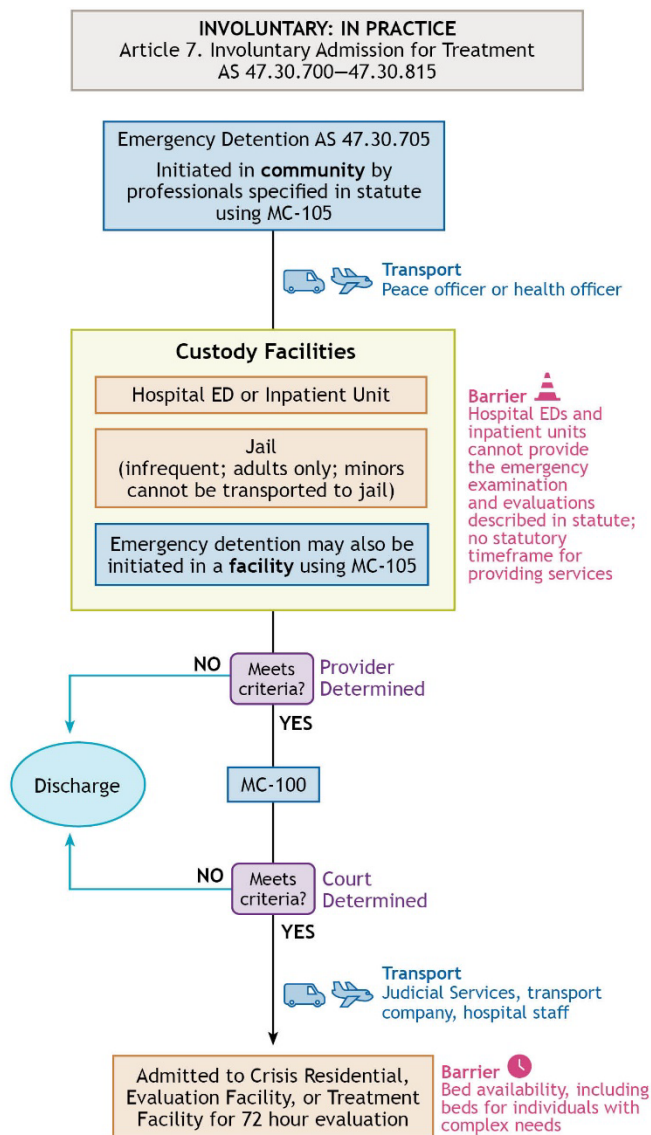 INVOLUNTARY: IN PRACTICE
Article 7. Involuntary Admission for Treatment
AS 47.30.700—47.30.815
Emergency Detention AS 47.30.705
Initiated in community by
professionals specified in statute
using MC-105
Transport
Peace officer or health officer
Custody Facilities
Hospital ED or Inpatient Unit
Jail
(infrequent; adults only; minors
cannot be transported to jail)
Emergency detention may also be
initiated in a facility using MC-105
Barrier
Hospital EDs and
inpatient units
cannot provide
the emergency
examination
and evaluations
described in statute;
no statutory
timeframe for
providing services
NO
Meets
criteria?
Provider
Determined
YES
Discharge
MC-100
NO
Meets
criteria?
Court
Determined
YES
Transport
Judicial Services, transport
company, hospital staff
Admitted to Crisis Residential,
Evaluation Facility, or Treatment
Facility for 72 hour evaluation
Barrier
Bed availability, including
beds for individuals with
complex needs